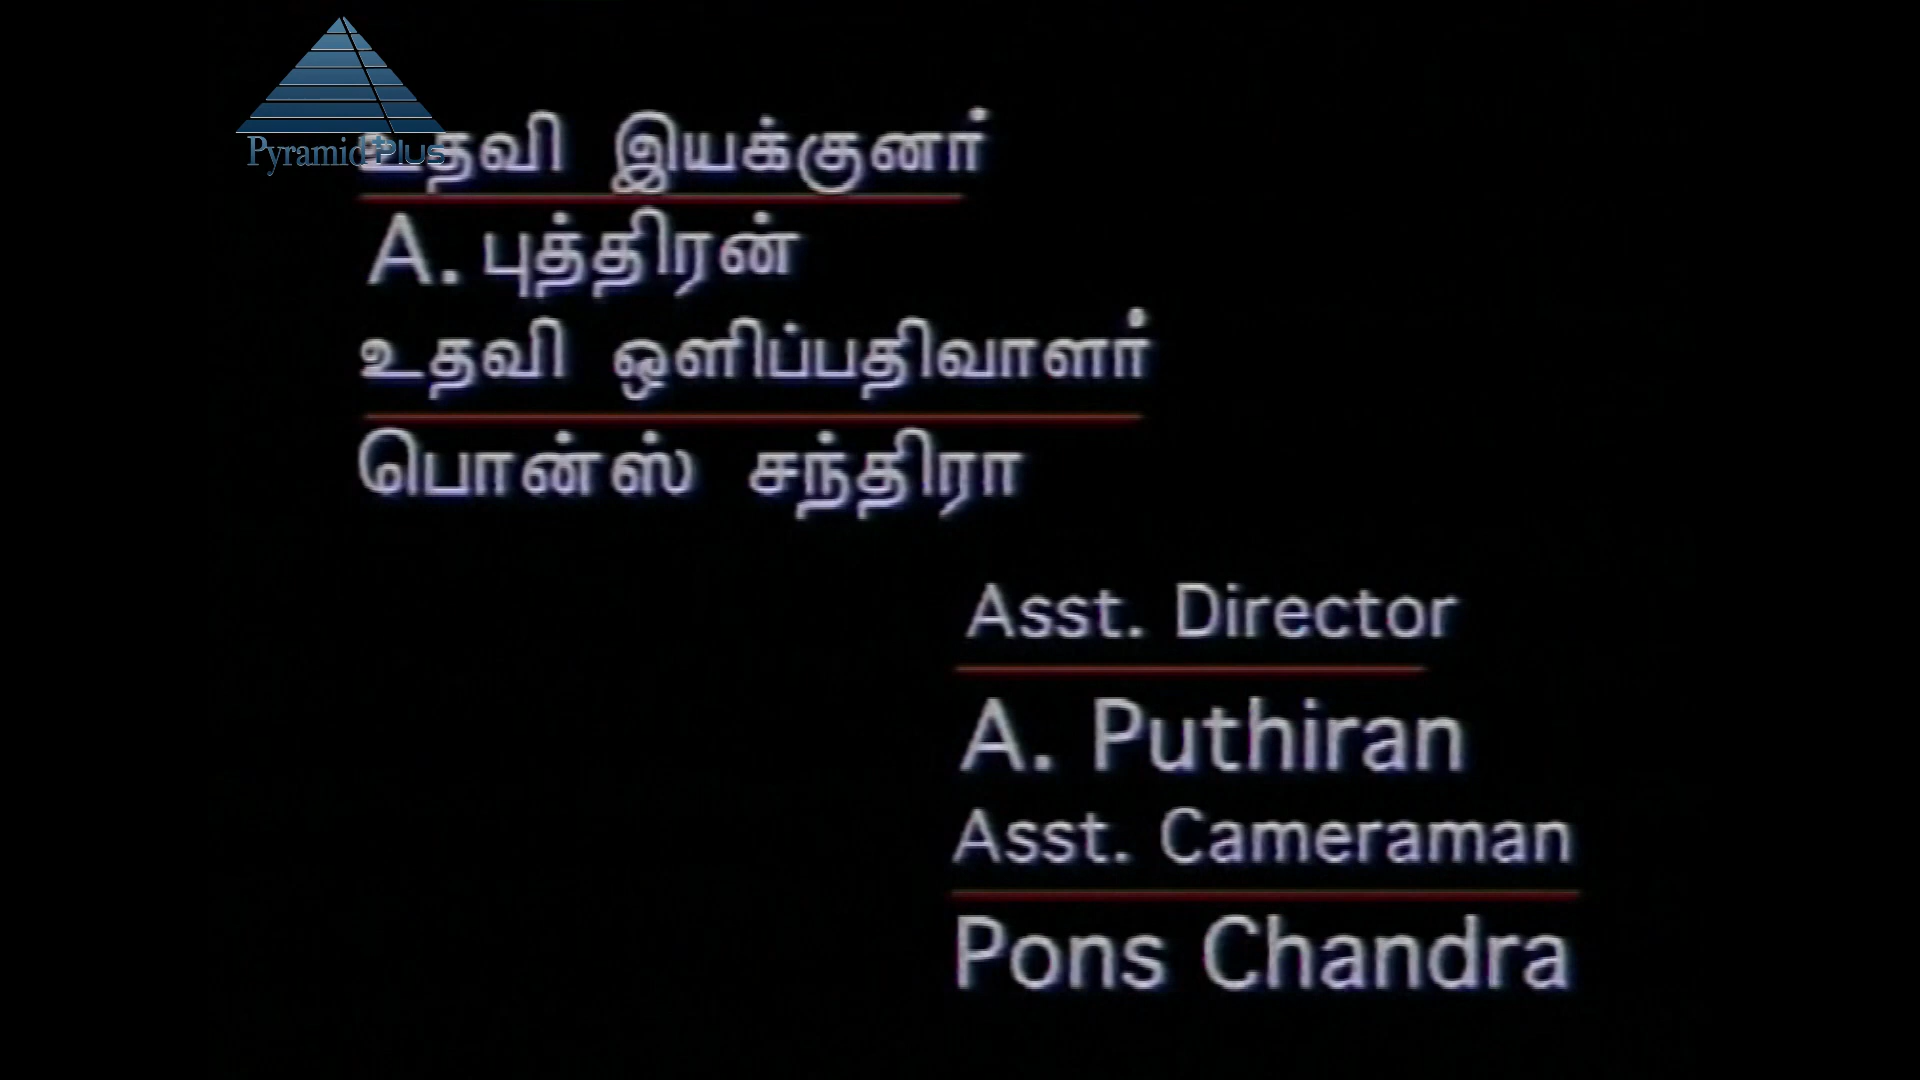 Pyramid Plus
உதவி இயக்குனர்
A. புத்திரன்
உதவி ஒளிப்பதிவாளர்
பொன்ஸ் சந்திரா
Asst. Director
A. Puthiran
Asst. Cameraman
Pons Chandra